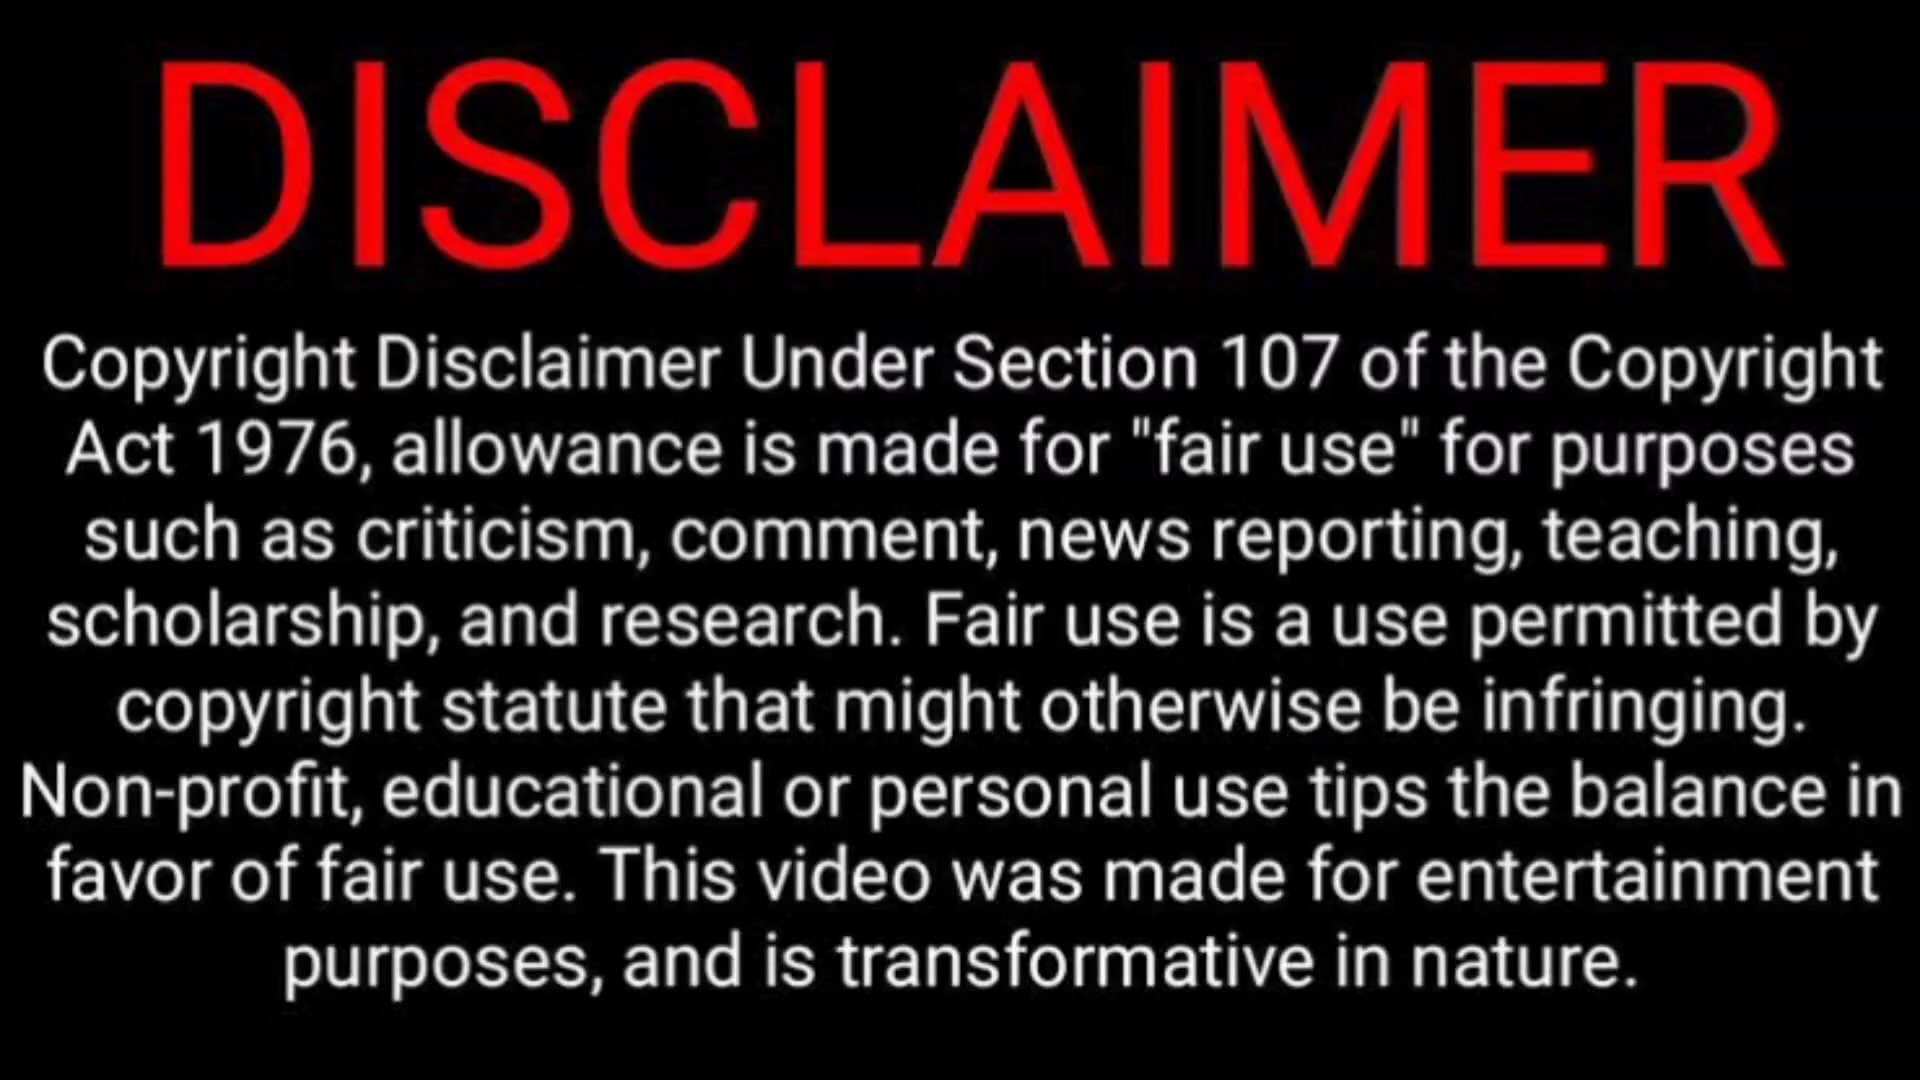 DISCLAIMER
Copyright Disclaimer Under Section 107 of the Copyright
Act 1976, allowance is made for "fair use" for purposes
such as criticism, comment, news reporting, teaching,
scholarship, and research. Fair use is a use permitted by
copyright statute that might otherwise be infringing.
Non-profit, educational or personal use tips the balance in
favor of fair use. This video was made for entertainment
purposes, and is transformative in nature.